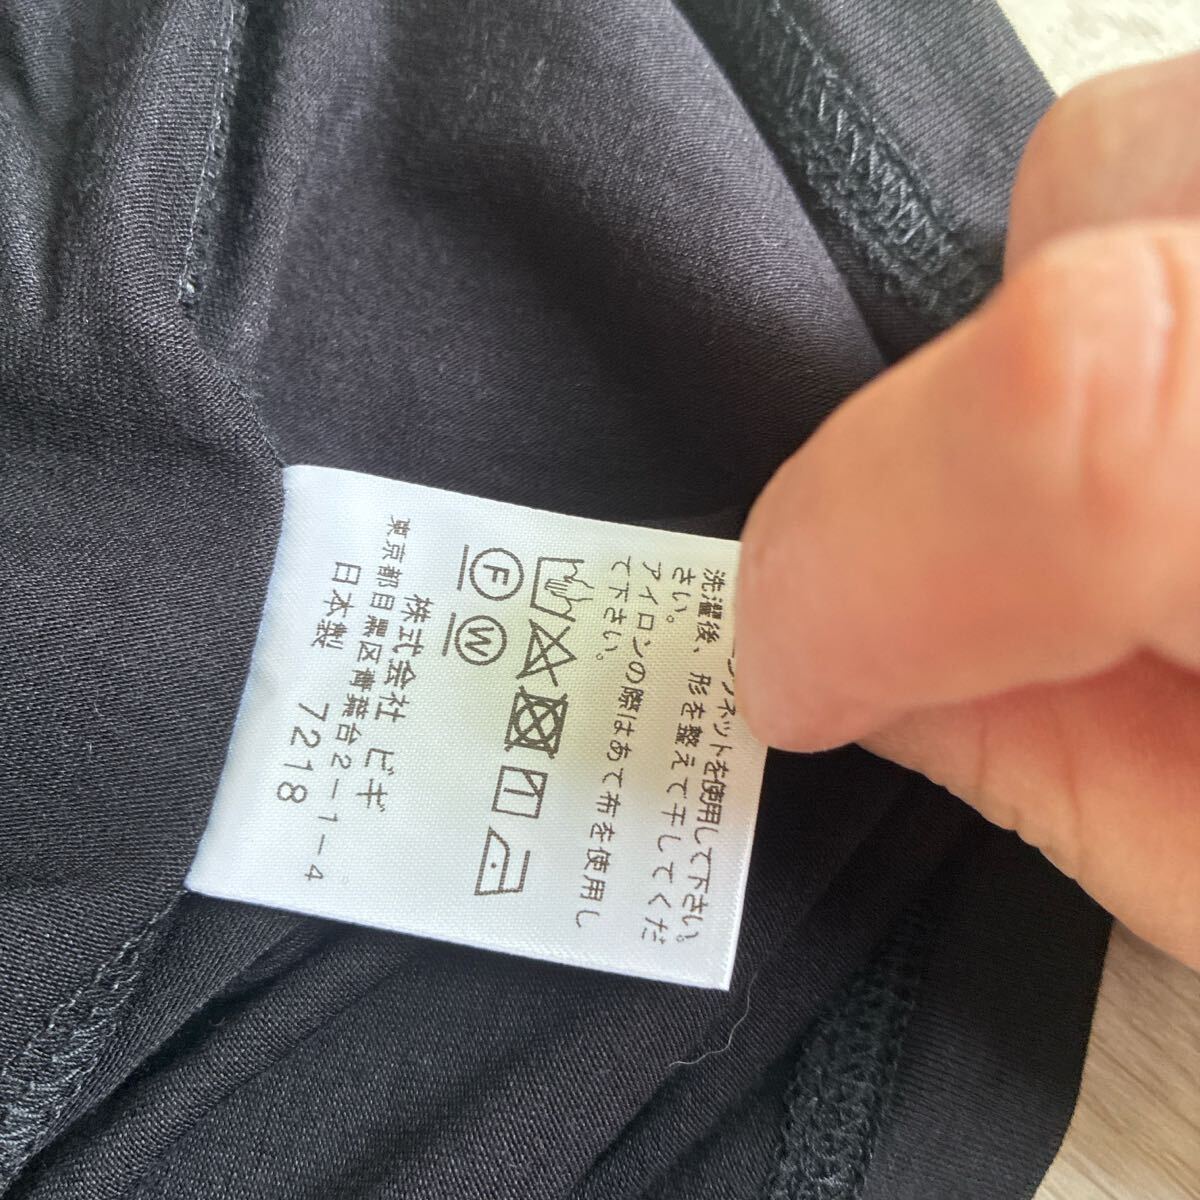 ネットを使用して下さい。
洗濯後、形を整えて干してくだ
さい。
アイロンの際はあて布を使用し
て下さい。
F W
株式会社 ビギ
東京都目黒区青葉台2-1-4
日本製 7218